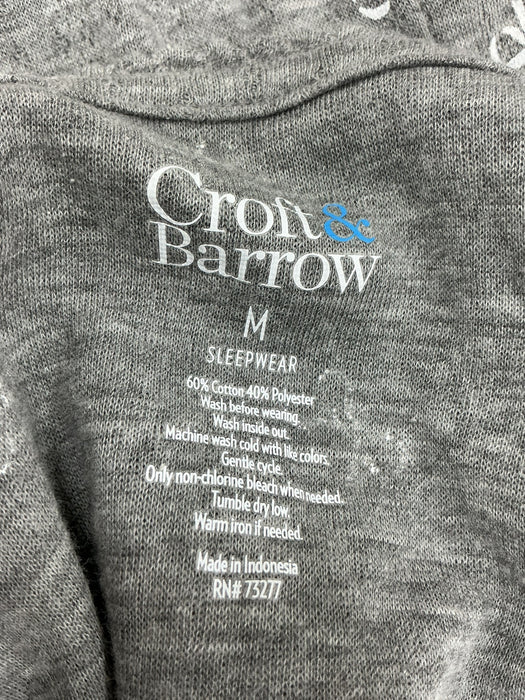 Croft&
Barrow
M
SLEEPWEAR
60% Cotton 40% Polyester
Wash before wearing.
Wash inside out.
Machine wash cold with like colors.
Gentle cycle.
Only non-chlorine bleach when needed.
Tumble dry low.
Warm iron if needed.
Made in Indonesia
RN# 73277